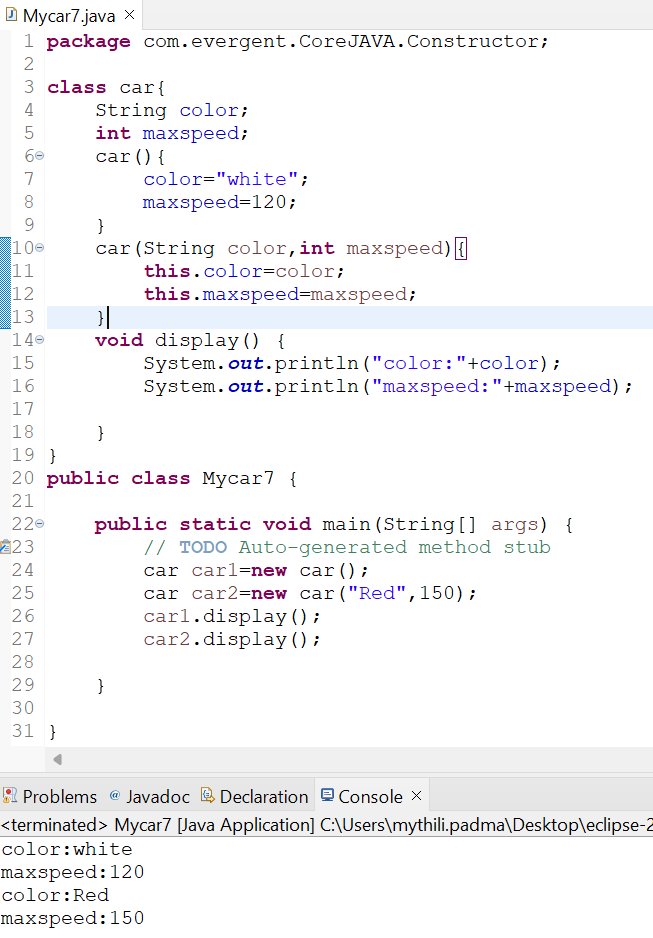 Mycar7.java
1 package com.evergent.CoreJAVA.Constructor;
2
3 class car{
4     String color;
5     int maxspeed;
6     car(){
7         color="white";
8         maxspeed=120;
9     }
10     car(String color,int maxspeed){
11         this.color=color;
12         this.maxspeed=maxspeed;
13     }
14     void display() {
15         System.out.println("color:"+color);
16         System.out.println("maxspeed:"+maxspeed);
17
18     }
19 }
20 public class Mycar7 {
21
22     public static void main(String[] args) {
23         // TODO Auto-generated method stub
24         car car1=new car();
25         car car2=new car("Red",150);
26         car1.display();
27         car2.display();
28
29     }
30
31 }
Problems @ Javadoc Declaration Console
<terminated> Mycar7 [Java Application] C:\Users\mythili.padma\Desktop\eclipse-2
color:white
maxspeed:120
color:Red
maxspeed:150